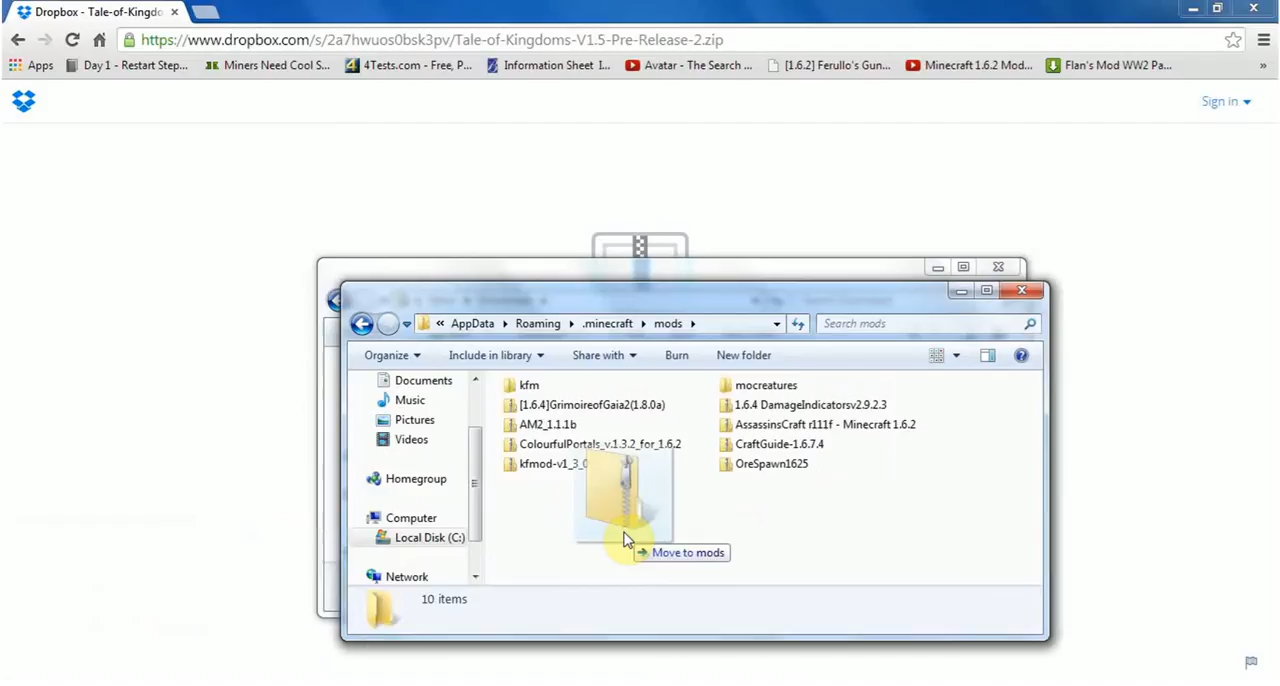 Dropbox - Tale-of-Kingdo
https://www.dropbox.com/s/2a7hwuos0bsk3pv/Tale-of-Kingdoms-V1.5-Pre-Release-2.zip
Apps Day 1 - Restart Step... Miners Need Cool S... 4Tests.com - Free, P... Information Sheet I... Avatar - The Search ... [1.6.2] Ferullo's Gun... Minecraft 1.6.2 Mod... Flan's Mod WW2 Pa... »
Sign in
« AppData Roaming .minecraft mods Search mods
Organize Include in library Share with Burn New folder
Documents
Music
Pictures
Videos
Homegroup
Computer
Local Disk (C:)
Network
kfm
[1.6.4]GrimoireofGaia2(1.8.0a)
AM2_1.1.1b
ColourfulPortals_v.1.3.2_for_1.6.2
kfmod-v1_3_0
mocreatures
1.6.4 DamageIndicatorsv2.9.2.3
AssassinsCraft r111f - Minecraft 1.6.2
CraftGuide-1.6.7.4
OreSpawn1625
Move to mods
10 items